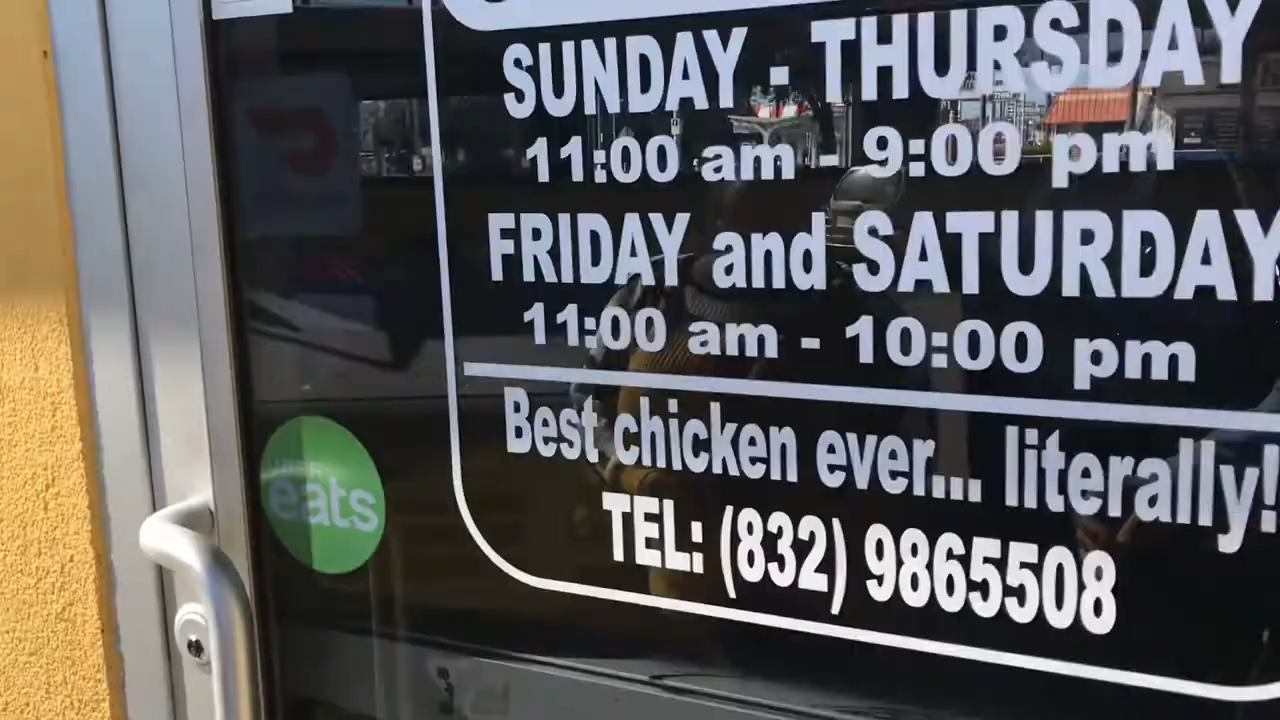 SUNDAY - THURSDAY
11:00 am - 9:00 pm
FRIDAY and SATURDAY
11:00 am - 10:00 pm
Best chicken ever... literally!
TEL: (832) 9865508
UBER
eats